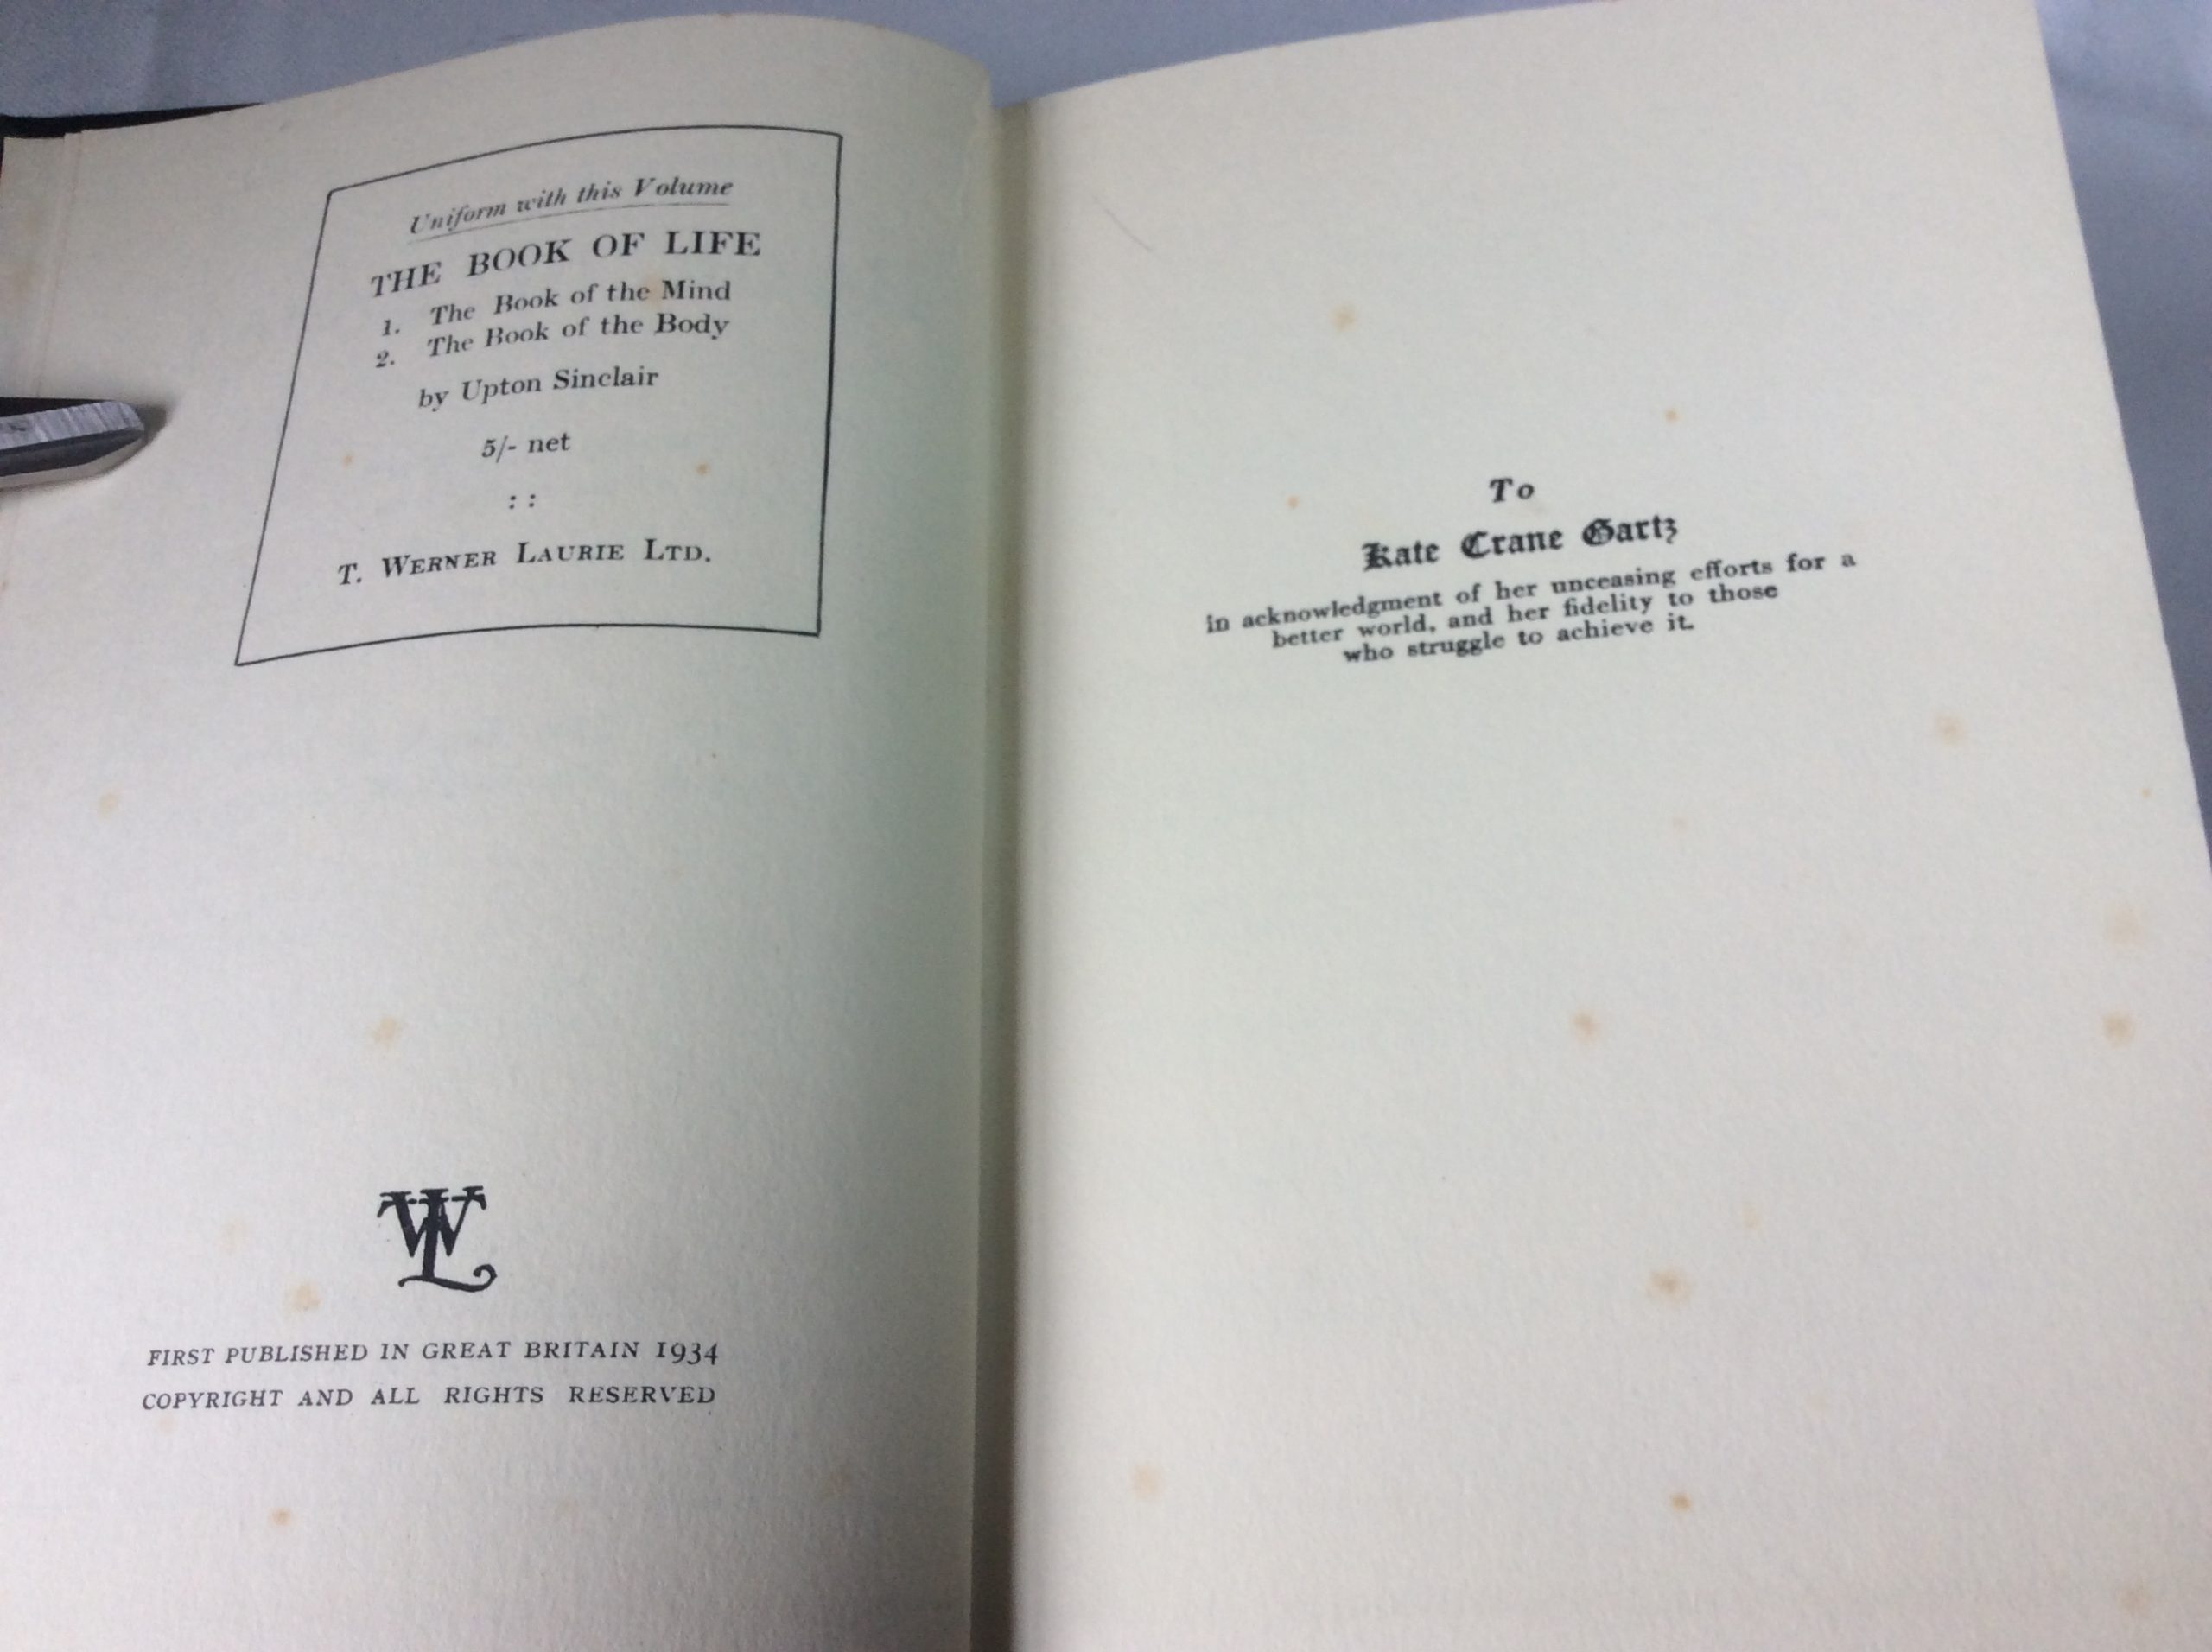 Uniform with this Volume
THE BOOK OF LIFE
1. The Book of the Mind
2. The Book of the Body
by Upton Sinclair
5/- net
: :
T. WERNER LAURIE LTD.
WL
FIRST PUBLISHED IN GREAT BRITAIN 1934
COPYRIGHT AND ALL RIGHTS RESERVED
To
Kate Crane Gartz
in acknowledgment of her unceasing efforts for a
better world, and her fidelity to those
who struggle to achieve it.